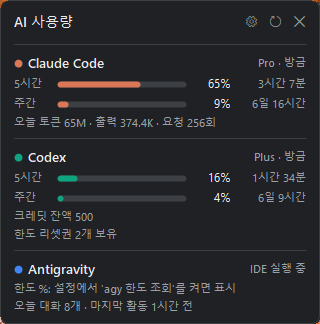 AI 사용량
Claude Code Pro · 방금
5시간 65% 3시간 7분
주간 9% 6일 16시간
오늘 토큰 65M · 출력 374.4K · 요청 256회
Codex Plus · 방금
5시간 16% 1시간 34분
주간 4% 6일 9시간
크레딧 잔액 500
한도 리셋권 2개 보유
Antigravity IDE 실행 중
한도 %: 설정에서 'agy 한도 조회'를 켜면 표시
오늘 대화 8개 · 마지막 활동 1시간 전